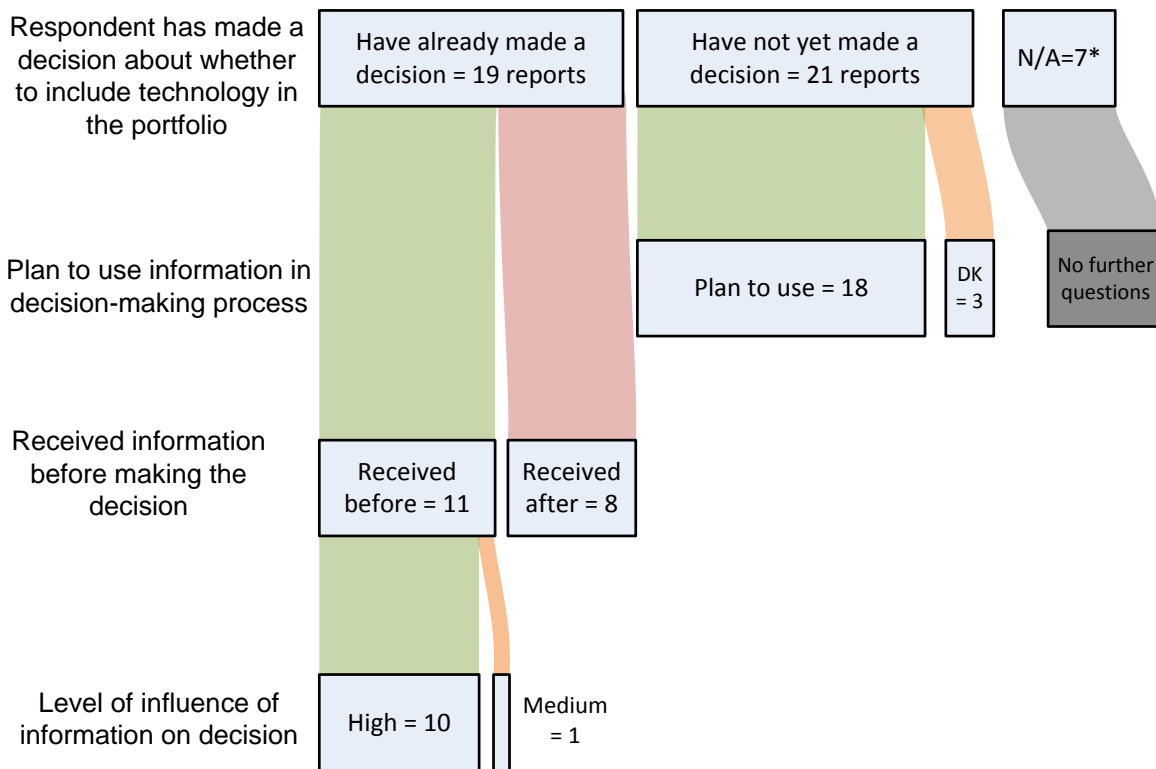 Respondent has made a
decision about whether
to include technology in
the portfolio
Have already made a
decision = 19 reports
Have not yet made a
decision = 21 reports
N/A=7*
Plan to use information in
decision-making process
Plan to use = 18
DK
= 3
No further
questions
Received information
before making the
decision
Received
before = 11
Received
after = 8
Level of influence of
information on decision
High = 10
Medium
= 1